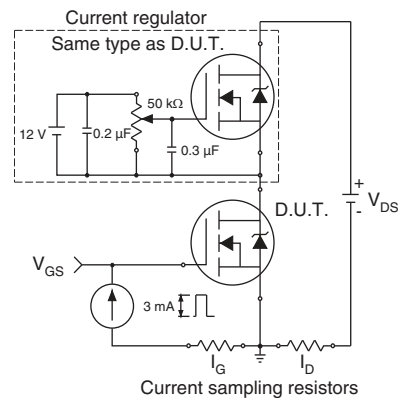 Current regulator
Same type as D.U.T.
50 kΩ
12 V
0.2 µF
0.3 µF
+
V_DS
-
D.U.T.
V_GS
3 mA
I_G
I_D
Current sampling resistors